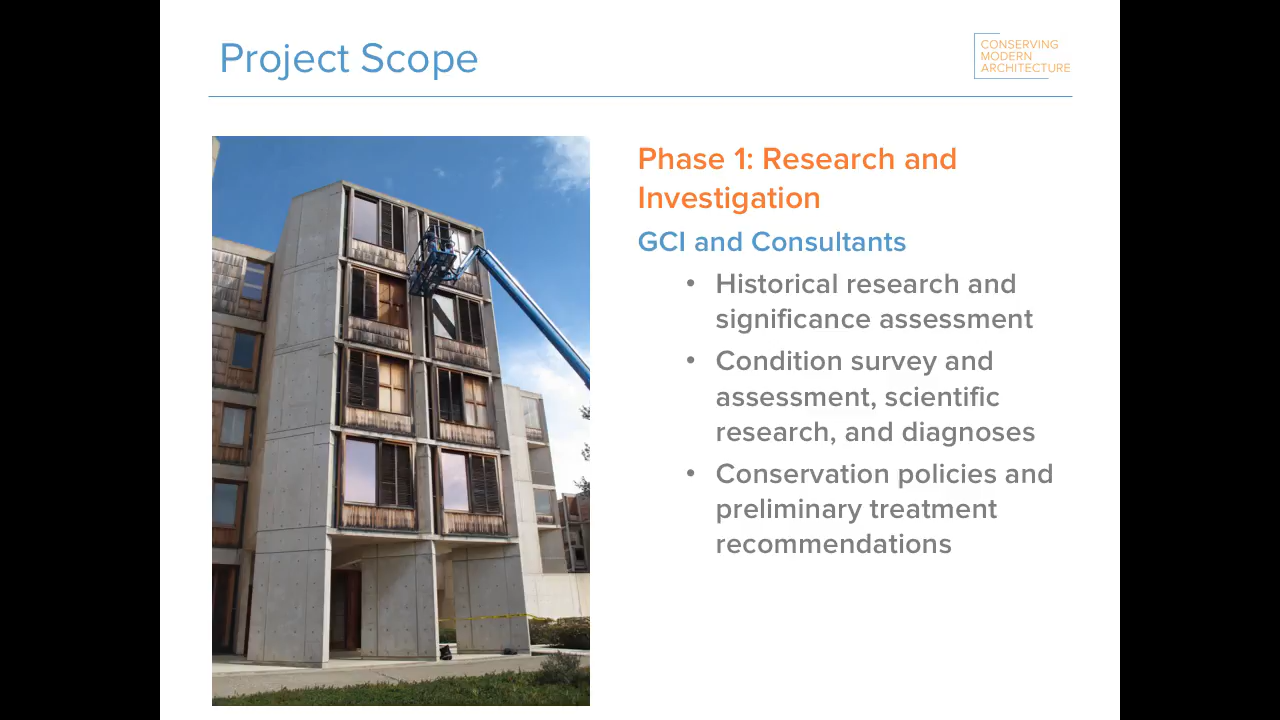 Project Scope
CONSERVING
MODERN
ARCHITECTURE
Phase 1: Research and
Investigation
GCI and Consultants
• Historical research and
significance assessment
• Condition survey and
assessment, scientific
research, and diagnoses
• Conservation policies and
preliminary treatment
recommendations